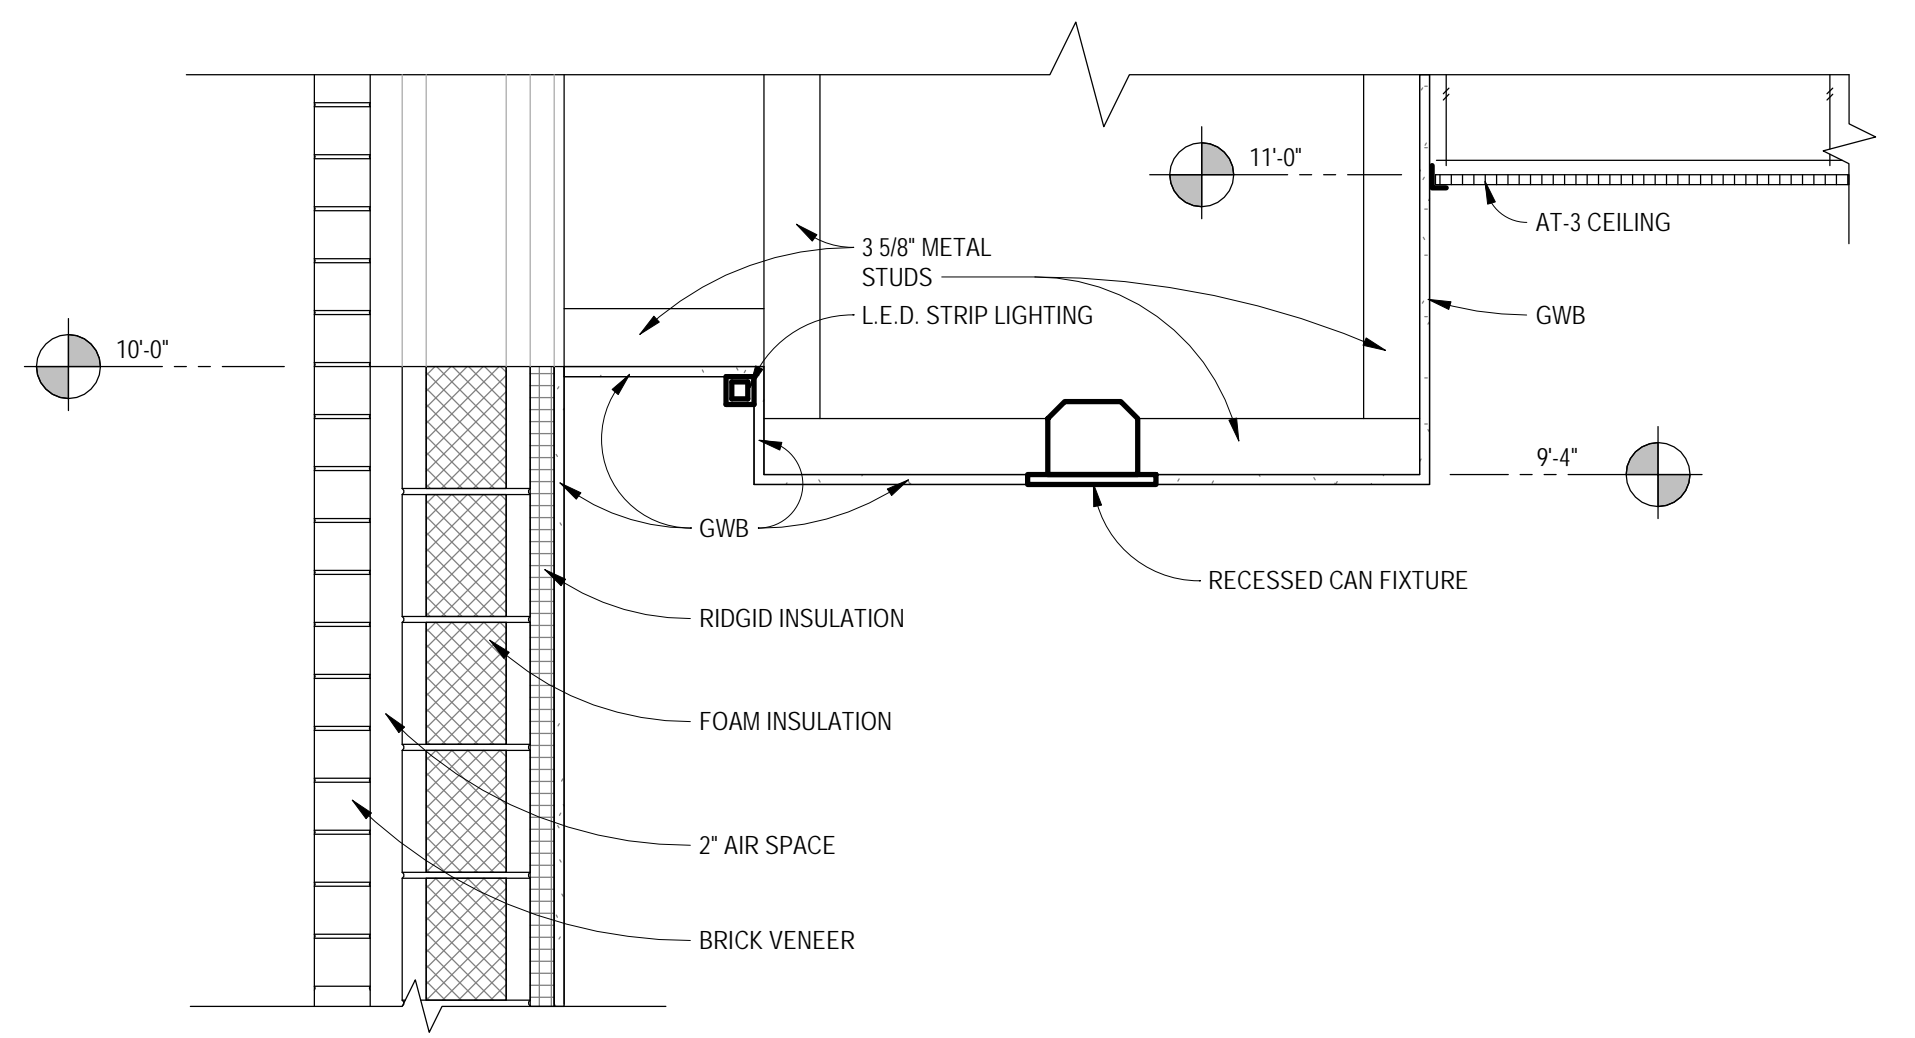 11'-0"
AT-3 CEILING
3 5/8" METAL
STUDS
L.E.D. STRIP LIGHTING
GWB
10'-0"
9'-4"
GWB
RECESSED CAN FIXTURE
RIDGID INSULATION
FOAM INSULATION
2" AIR SPACE
BRICK VENEER